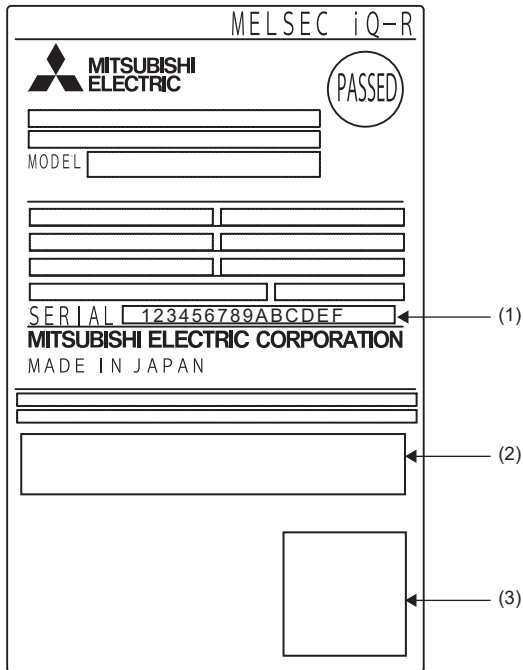 MELSEC iQ-R
MITSUBISHI
ELECTRIC
PASSED
MODEL
SERIAL 123456789ABCDEF
(1)
MITSUBISHI ELECTRIC CORPORATION
MADE IN JAPAN
(2)
(3)